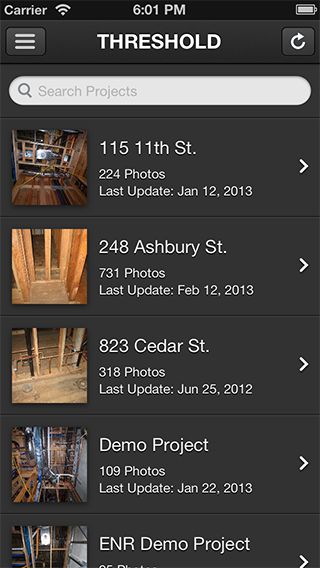 Carrier 6:01 PM
THRESHOLD
Search Projects
115 11th St.
224 Photos
Last Update: Jan 12, 2013
248 Ashbury St.
731 Photos
Last Update: Feb 12, 2013
823 Cedar St.
318 Photos
Last Update: Jun 25, 2012
Demo Project
109 Photos
Last Update: Jan 22, 2013
ENR Demo Project
Photos